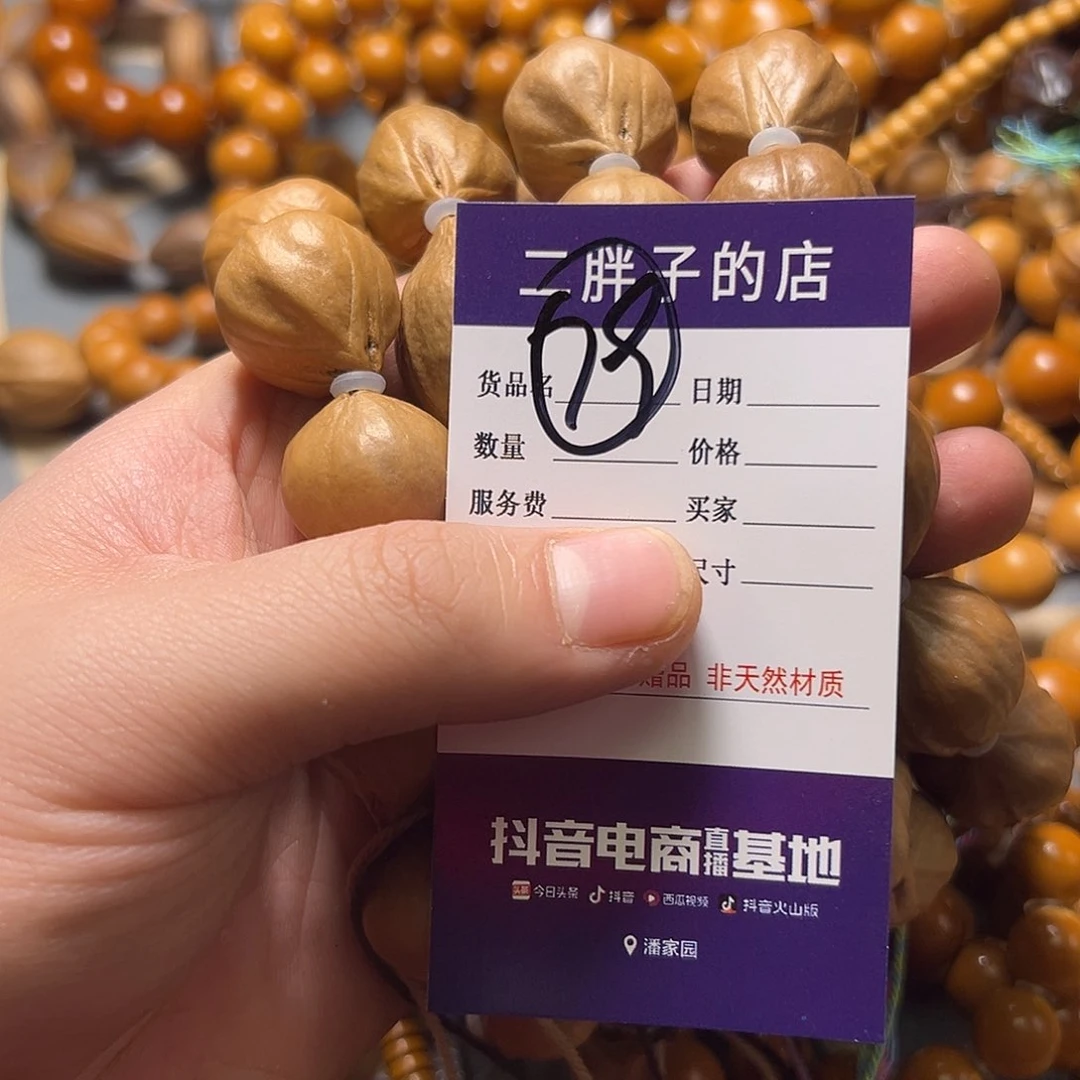 二胖子的店
78
货品名 日期
数量 价格
服务费 买家
尺寸
赠品 非天然材质
抖音电商直播基地
头条 今日头条 抖音 西瓜视频 抖音火山版
潘家园